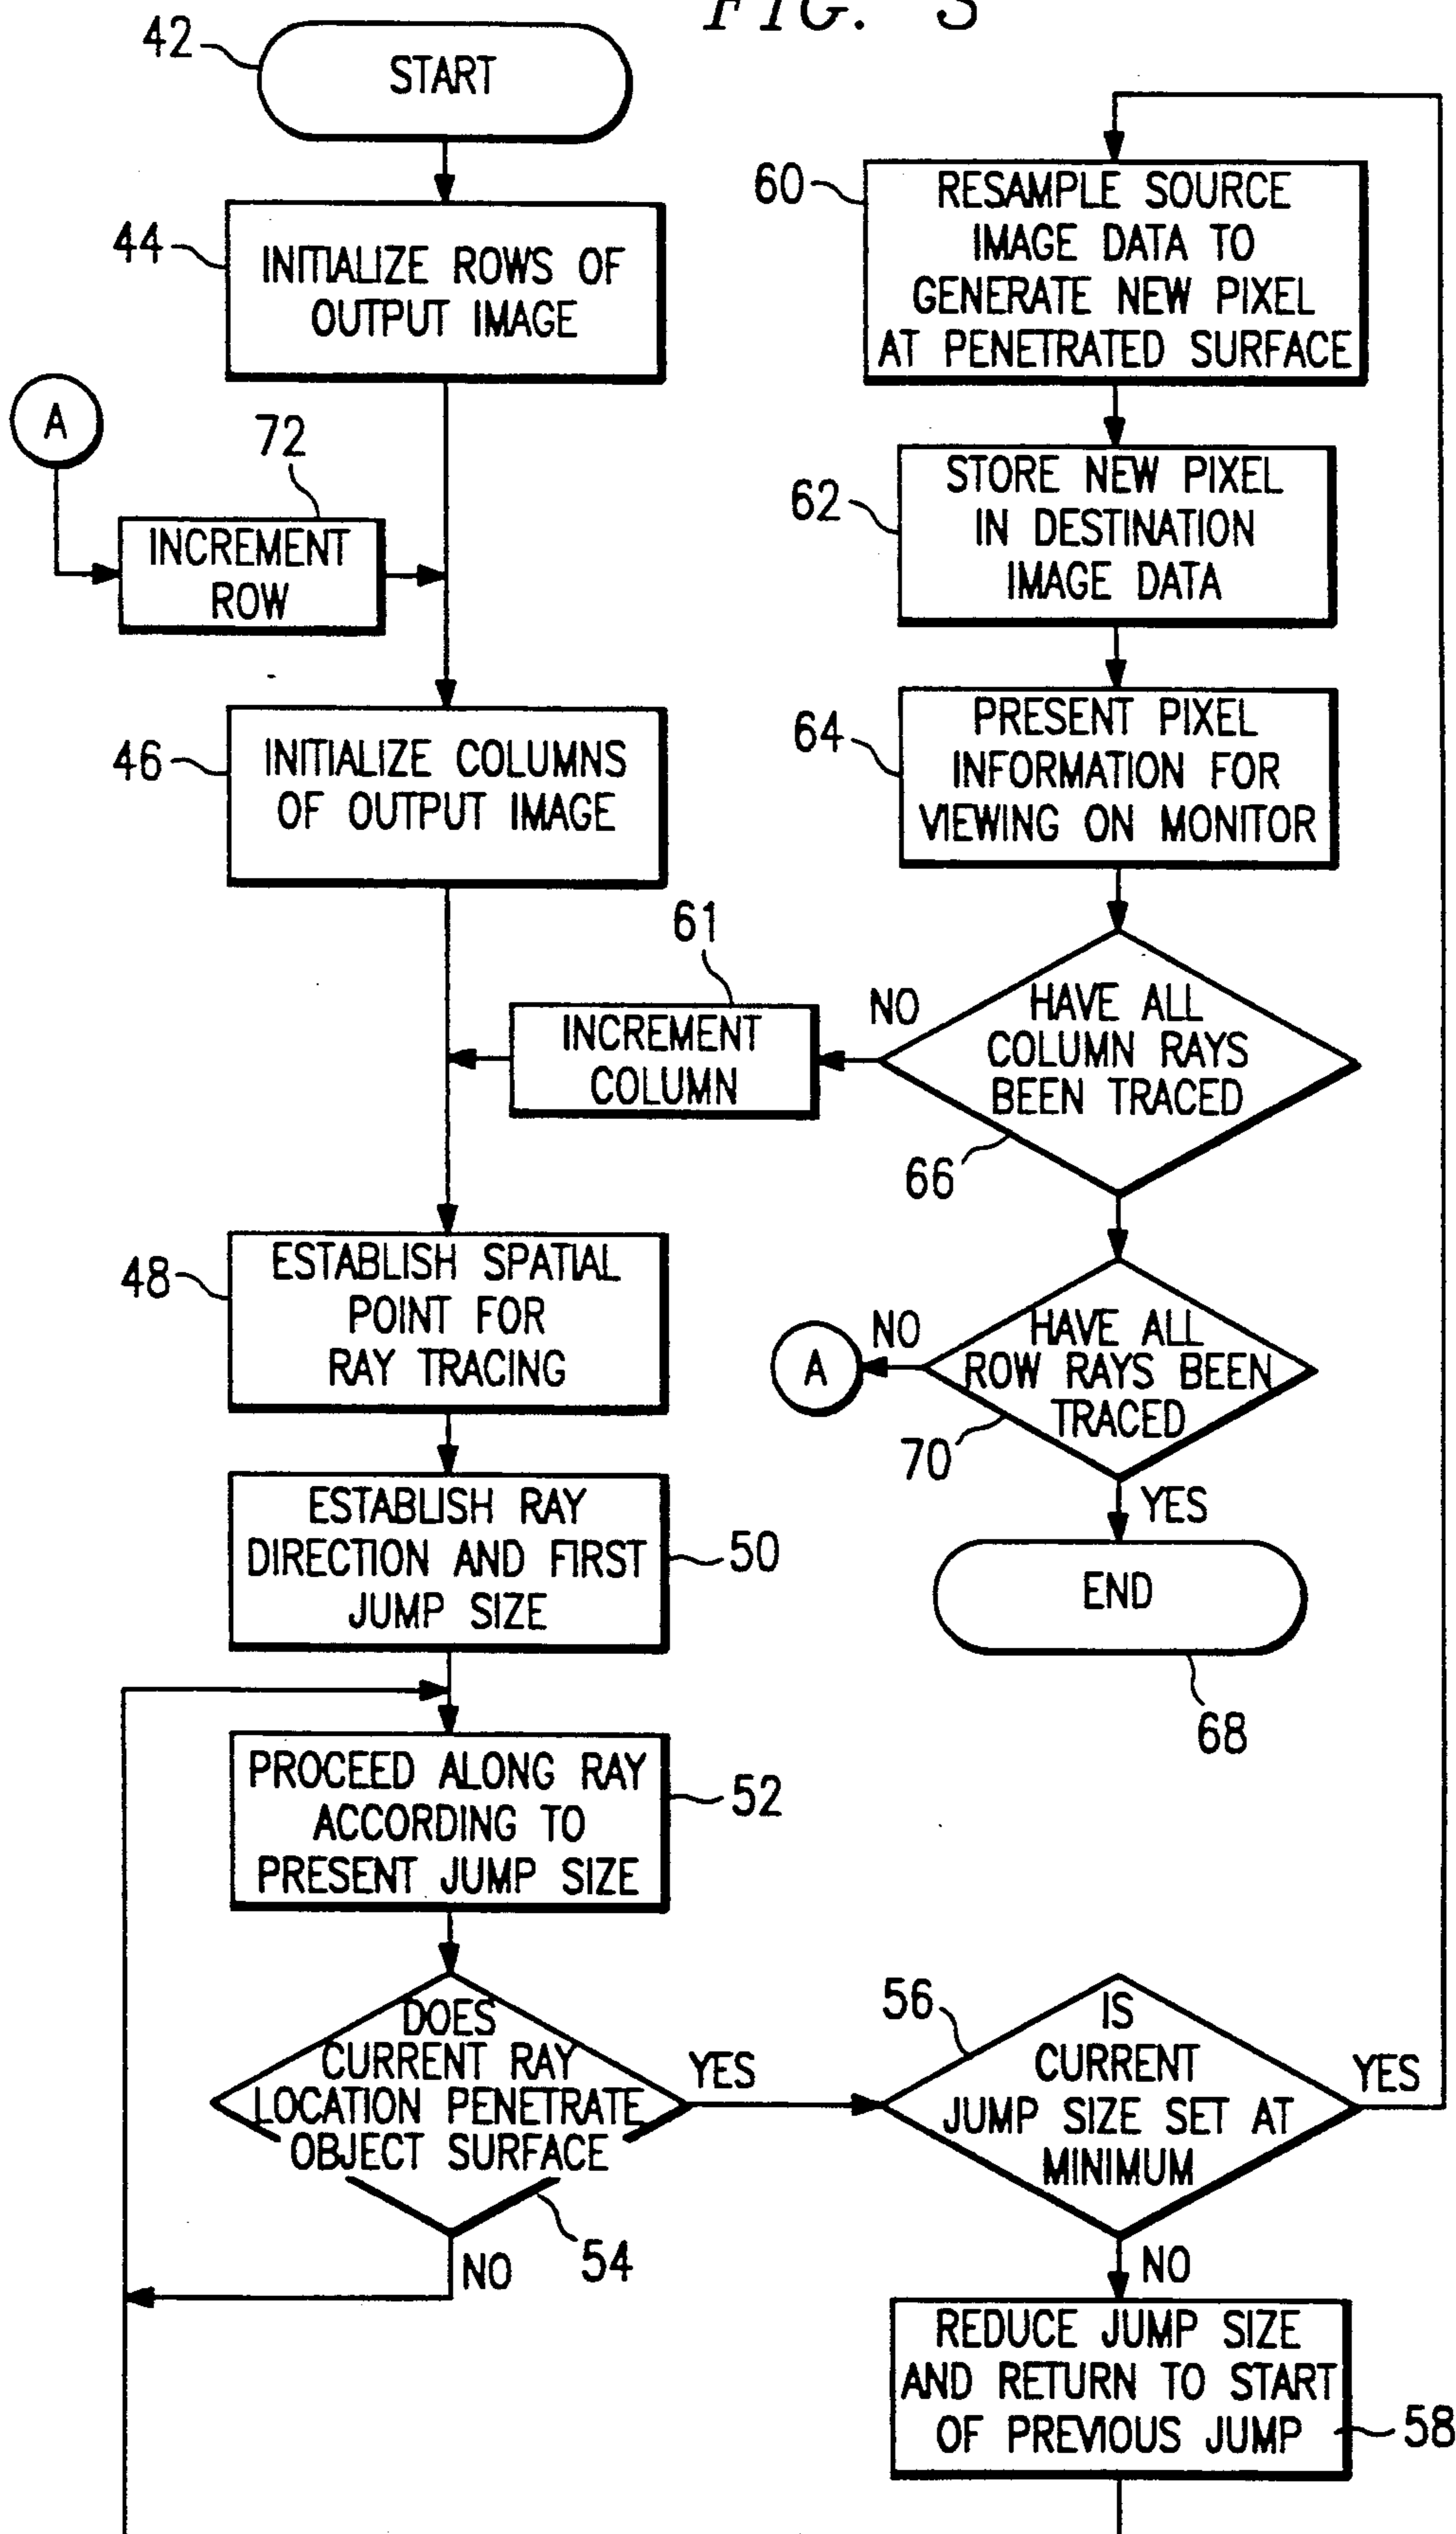 FIG. 3
42
START
44
INITIALIZE ROWS OF
OUTPUT IMAGE
A
72
INCREMENT
ROW
46
INITIALIZE COLUMNS
OF OUTPUT IMAGE
61
INCREMENT
COLUMN
48
ESTABLISH SPATIAL
POINT FOR
RAY TRACING
ESTABLISH RAY
DIRECTION AND FIRST
JUMP SIZE
50
PROCEED ALONG RAY
ACCORDING TO
PRESENT JUMP SIZE
52
DOES
CURRENT RAY
LOCATION PENETRATE
OBJECT SURFACE
54
YES
NO
56
IS
CURRENT
JUMP SIZE SET AT
MINIMUM
YES
NO
REDUCE JUMP SIZE
AND RETURN TO START
OF PREVIOUS JUMP
58
60
RESAMPLE SOURCE
IMAGE DATA TO
GENERATE NEW PIXEL
AT PENETRATED SURFACE
62
STORE NEW PIXEL
IN DESTINATION
IMAGE DATA
64
PRESENT PIXEL
INFORMATION FOR
VIEWING ON MONITOR
NO
HAVE ALL
COLUMN RAYS
BEEN TRACED
66
A
NO
HAVE ALL
ROW RAYS BEEN
TRACED
70
YES
END
68